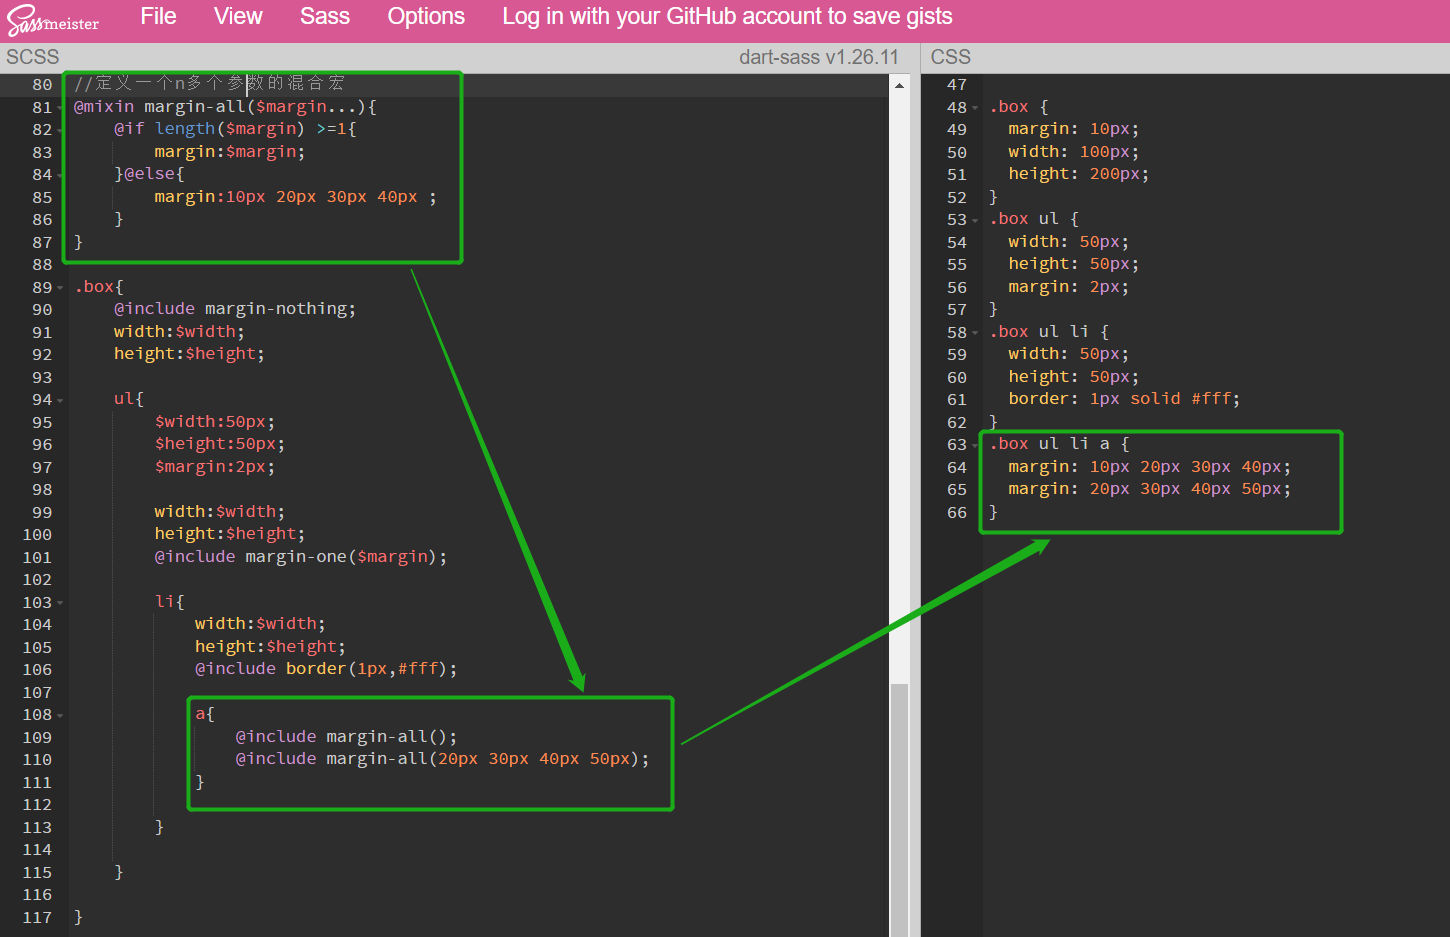 Sassmeister File View Sass Options Log in with your GitHub account to save gists
SCSS dart-sass v1.26.11
80 //定义一个n多个参数的混合宏
81 @mixin margin-all($margin...){
82 @if length($margin) >=1{
83 margin:$margin;
84 }@else{
85 margin:10px 20px 30px 40px ;
86 }
87 }
88
89 .box{
90 @include margin-nothing;
91 width:$width;
92 height:$height;
93
94 ul{
95 $width:50px;
96 $height:50px;
97 $margin:2px;
98
99 width:$width;
100 height:$height;
101 @include margin-one($margin);
102
103 li{
104 width:$width;
105 height:$height;
106 @include border(1px,#fff);
107
108 a{
109 @include margin-all();
110 @include margin-all(20px 30px 40px 50px);
111 }
112
113 }
114
115 }
116
117 }
CSS
47
48 .box {
49 margin: 10px;
50 width: 100px;
51 height: 200px;
52 }
53 .box ul {
54 width: 50px;
55 height: 50px;
56 margin: 2px;
57 }
58 .box ul li {
59 width: 50px;
60 height: 50px;
61 border: 1px solid #fff;
62 }
63 .box ul li a {
64 margin: 10px 20px 30px 40px;
65 margin: 20px 30px 40px 50px;
66 }